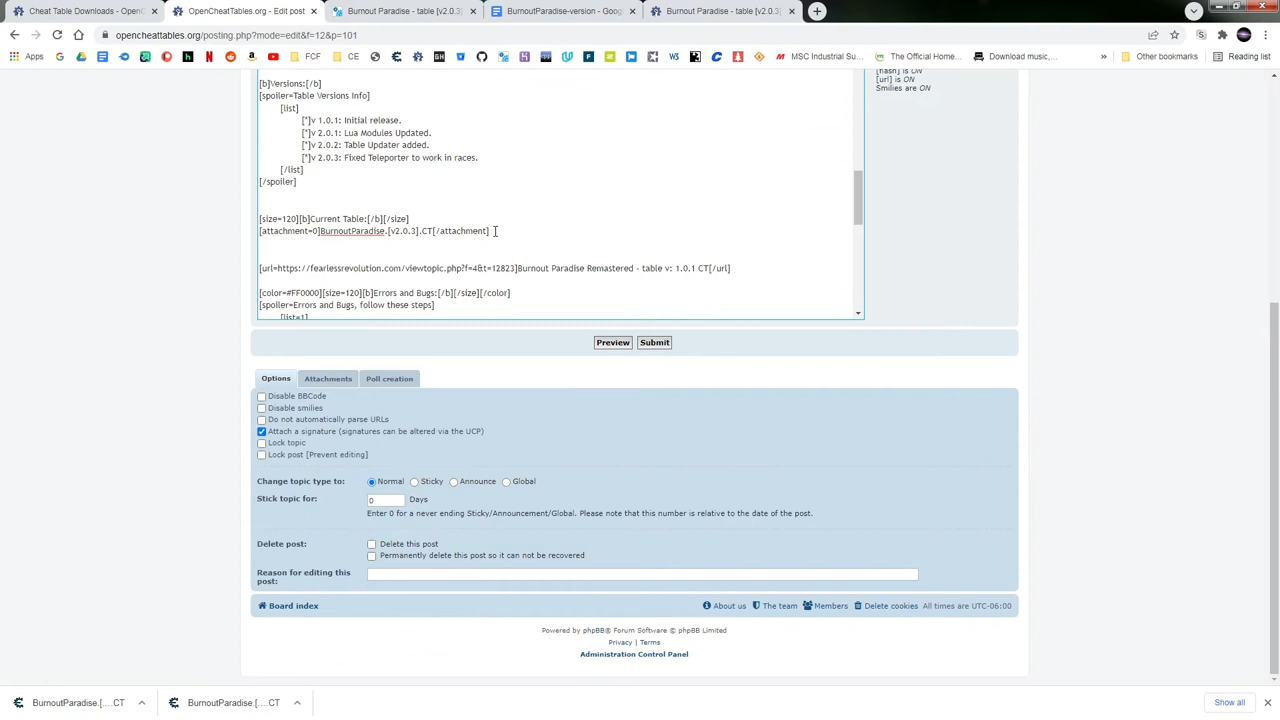 Cheat Table Downloads - OpenC
OpenCheatTables.org - Edit post
Burnout Paradise - table [v2.0.3]
BurnoutParadise-version - Goog
Burnout Paradise - table [v2.0.3]
opencheattables.org/posting.php?mode=edit&f=12&p=101
Apps
FCF
CE
MSC Industrial Su...
The Official Home...
Download music,...
»
Other bookmarks
Reading list
[flash] is ON
[url] is ON
Smilies are ON
[b]Versions:[/b]
[spoiler=Table Versions Info]
[list]
[*]v 1.0.1: Initial release.
[*]v 2.0.1: Lua Modules Updated.
[*]v 2.0.2: Table Updater added.
[*]v 2.0.3: Fixed Teleporter to work in races.
[/list]
[/spoiler]
[size=120][b]Current Table:[/b][/size]
[attachment=0]BurnoutParadise.[v2.0.3].CT[/attachment]
[url=https://fearlessrevolution.com/viewtopic.php?f=4&t=12823]Burnout Paradise Remastered - table v: 1.0.1 CT[/url]
[color=#FF0000][size=120][b]Errors and Bugs:[/b][/size][/color]
[spoiler=Errors and Bugs, follow these steps]
[list=1]
Preview Submit
Options Attachments Poll creation
Disable BBCode
Disable smilies
Do not automatically parse URLs
Attach a signature (signatures can be altered via the UCP)
Lock topic
Lock post [Prevent editing]
Change topic type to: Normal Sticky Announce Global
Stick topic for: 0 Days
Enter 0 for a never ending Sticky/Announcement/Global. Please note that this number is relative to the date of the post.
Delete post: Delete this post
Permanently delete this post so it can not be recovered
Reason for editing this
post:
Board index
About us The team Members Delete cookies All times are UTC-06:00
Powered by phpBB® Forum Software © phpBB Limited
Privacy | Terms
Administration Control Panel
BurnoutParadise.[....CT
BurnoutParadise.[....CT
Show all